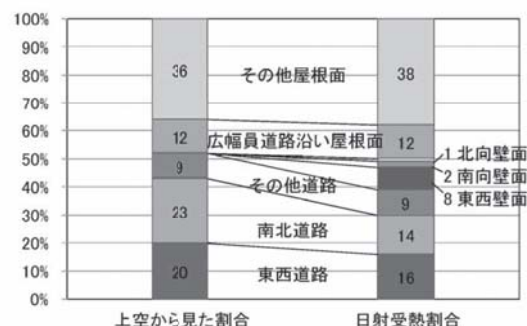 100%
90%
80%
70%
60%
50%
40%
30%
20%
10%
0%
36
その他屋根面
38
12
広幅員道路沿い屋根面
12
1 北向壁面
2 南向壁面
8 東西壁面
9
その他道路
9
23
南北道路
14
20
東西道路
16
上空から見た割合
日射受熱割合